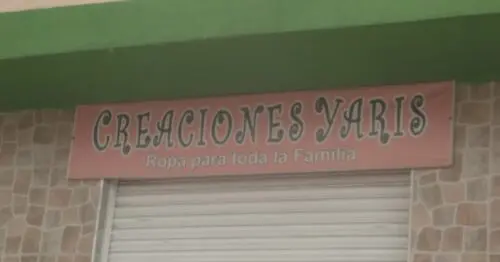 CREACIONES YARIS
Ropa para toda la Familia